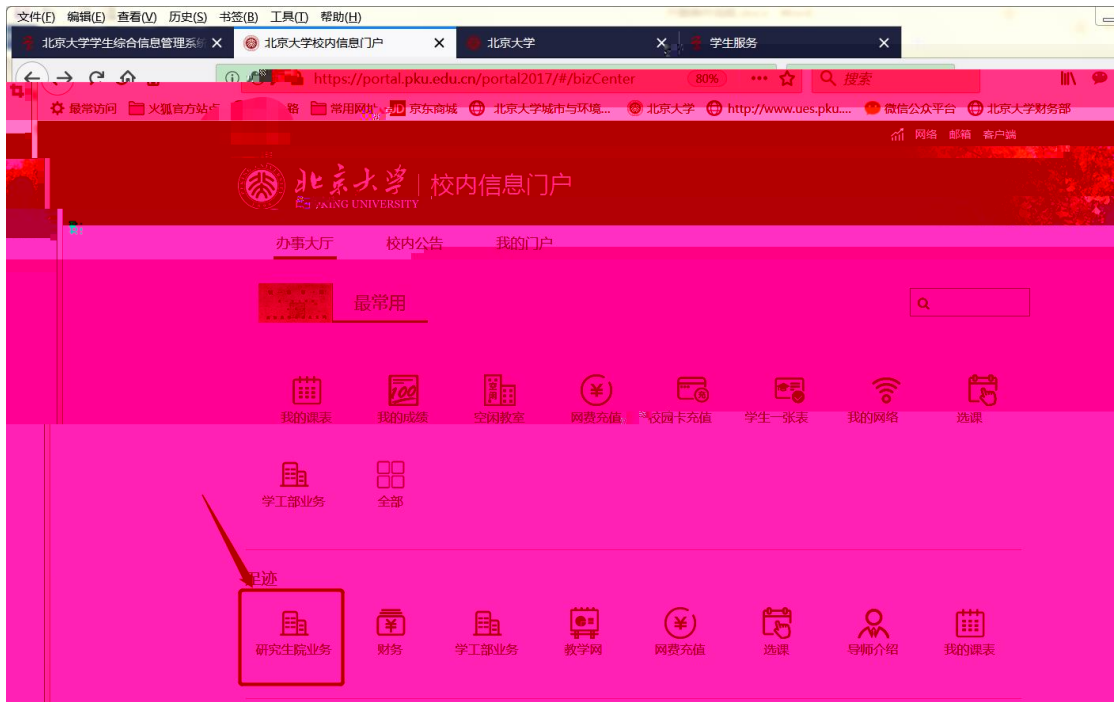 文件(F) 编辑(E) 查看(V) 历史(S) 书签(B) 工具(T) 帮助(H)
北京大学学生综合信息管理系统 北京大学校内信息门户 北京大学 学生服务
https://portal.pku.edu.cn/portal2017/#/bizCenter 80% 搜索
最常访问 火狐官方站点 常用网址 JD 京东商城 北京大学城市与环境... 北京大学 http://www.ues.pku.... 微信公众平台 北京大学财务部
网络 邮箱 客户端
北京大学 校内信息门户
UNIVERSITY
办事大厅 校内公告 我的门户
最常用
我的课表 我的成绩 空闲教室 网费充值 校园卡充值 学生一张表 我的网络 选课
学工部业务 全部
足迹
研究生院业务 财务 学工部业务 教学网 网费充值 选课 导师介绍 我的课表